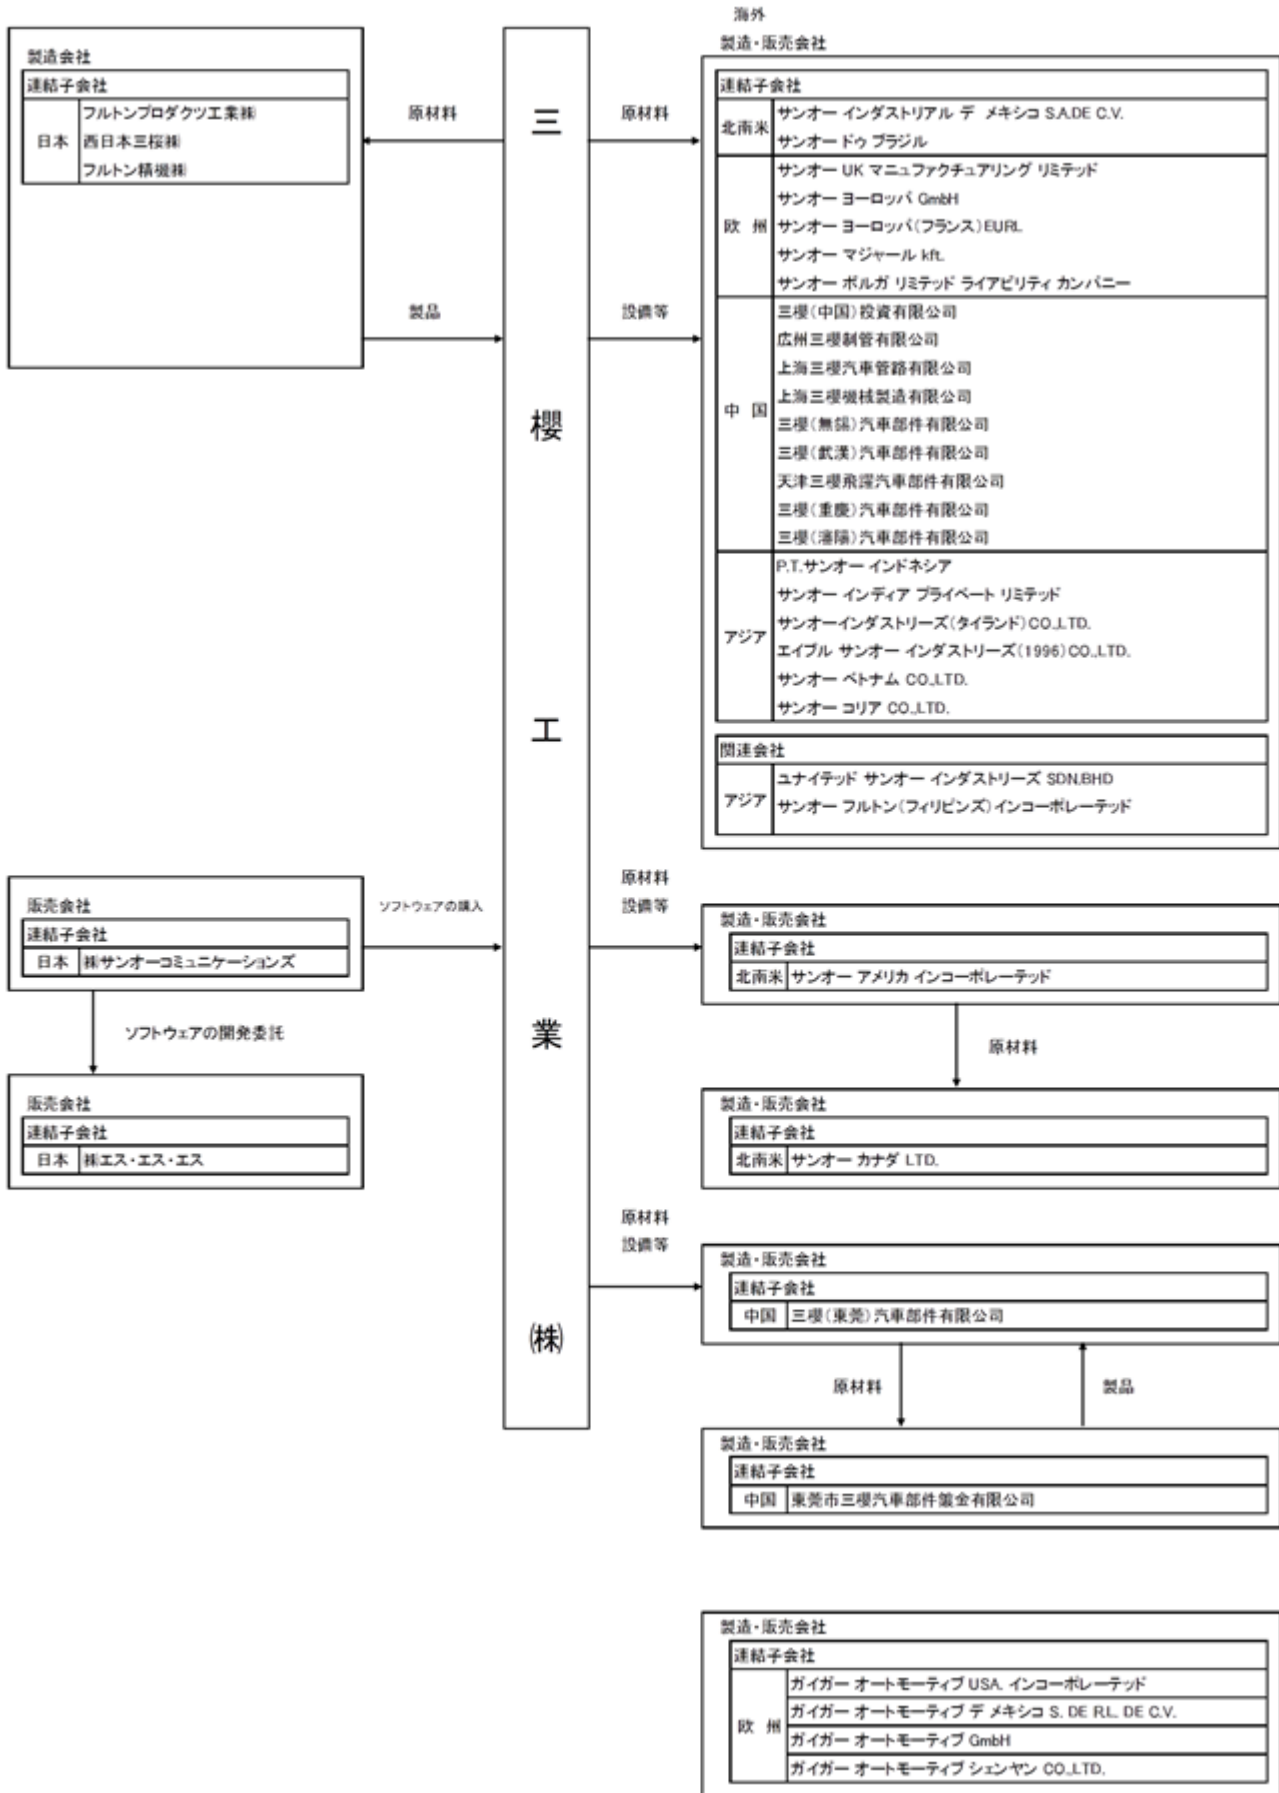 製造会社
連結子会社
日本
フルトンプロダクツ工業㈱
西日本三桜㈱
フルトン精機㈱
原材料
製品
三櫻工業㈱
原材料
設備等
海外
製造・販売会社
連結子会社
北南米
サンオー インダストリアル デ メキシコ S.A.DE C.V.
サンオー ドゥ ブラジル
欧 州
サンオー UK マニュファクチュアリング リミテッド
サンオー ヨーロッパ GmbH
サンオー ヨーロッパ(フランス)EURL
サンオー マジャール kft.
サンオー ボルガ リミテッド ライアビリティ カンパニー
中 国
三櫻(中国)投資有限公司
広州三櫻制管有限公司
上海三櫻汽車管路有限公司
上海三櫻機械製造有限公司
三櫻(無錫)汽車部件有限公司
三櫻(武漢)汽車部件有限公司
天津三櫻飛躍汽車部件有限公司
三櫻(重慶)汽車部件有限公司
三櫻(瀋陽)汽車部件有限公司
アジア
P.T.サンオー インドネシア
サンオー インディア プライベート リミテッド
サンオーインダストリーズ(タイランド)CO.,LTD.
エイブル サンオー インダストリーズ(1996)CO.,LTD.
サンオー ベトナム CO.,LTD.
サンオー コリア CO.,LTD.
関連会社
アジア
ユナイテッド サンオー インダストリーズ SDN.BHD
サンオー フルトン(フィリピンズ)インコーポレーテッド
販売会社
連結子会社
日本 ㈱サンオーコミュニケーションズ
ソフトウェアの購入
ソフトウェアの開発委託
販売会社
連結子会社
日本 ㈱エス・エス・エス
原材料
設備等
製造・販売会社
連結子会社
北南米 サンオー アメリカ インコーポレーテッド
原材料
製造・販売会社
連結子会社
北南米 サンオー カナダ LTD.
原材料
設備等
製造・販売会社
連結子会社
中国 三櫻(東莞)汽車部件有限公司
原材料
製品
製造・販売会社
連結子会社
中国 東莞市三櫻汽車部件鍍金有限公司
製造・販売会社
連結子会社
欧 州
ガイガー オートモーティブ USA. インコーポレーテッド
ガイガー オートモーティブ デ メキシコ S. DE R.L. DE C.V.
ガイガー オートモーティブ GmbH
ガイガー オートモーティブ シェンヤン CO.,LTD.